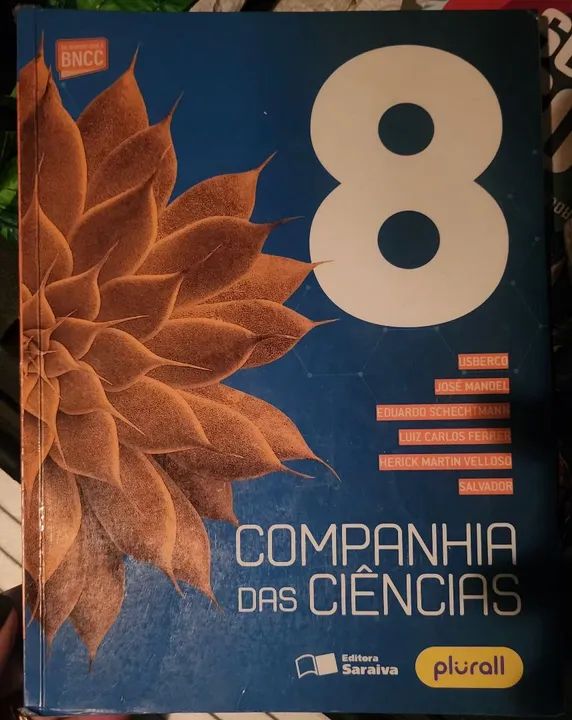 BNCC
8
USBERCO
JOSÉ MANOEL
EDUARDO SCHECHTMANN
LUIZ CARLOS FERRER
HERICK MARTIN VELLOSO
SALVADOR
COMPANHIA
DAS CIÊNCIAS
Editora
Saraiva
plurall